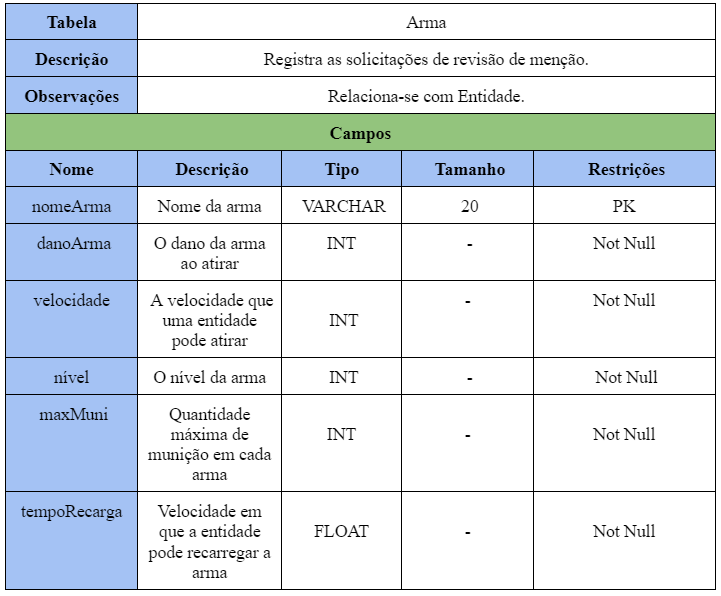 Tabela Arma
Descrição Registra as solicitações de revisão de menção.
Observações Relaciona-se com Entidade.
Campos
Nome Descrição Tipo Tamanho Restrições
nomeArma Nome da arma VARCHAR 20 PK
danoArma O dano da arma INT - Not Null
ao atirar
velocidade A velocidade que - Not Null
uma entidade INT
pode atirar
nível O nível da arma INT - Not Null
maxMuni Quantidade
máxima de INT - Not Null
munição em cada
arma
tempoRecarga Velocidade em
que a entidade FLOAT - Not Null
pode recarregar a
arma